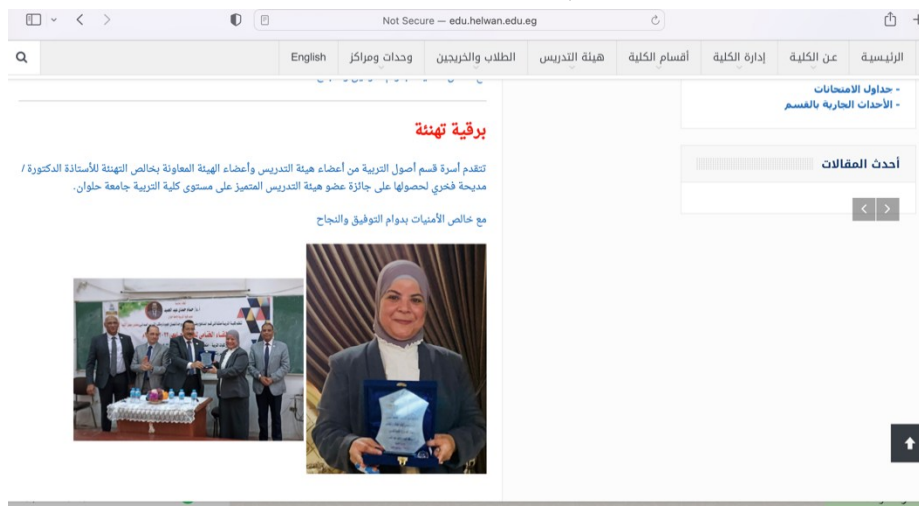 Not Secure — edu.helwan.edu.eg
الرئيسية
عن الكلية
إدارة الكلية
أقسام الكلية
هيئة التدريس
الطلاب والخريجين
وحدات ومراكز
English
- جداول الامتحانات
- الأحداث الجارية بالقسم
أحدث المقالات
برقية تهنئة
تتقدم أسرة قسم أصول التربية من أعضاء هيئة التدريس وأعضاء الهيئة المعاونة بخالص التهنئة للأستاذة الدكتورة /
مديحة فخري لحصولها على جائزة عضو هيئة التدريس المتميز على مستوى كلية التربية جامعة حلوان.
مع خالص الأمنيات بدوام التوفيق والنجاح